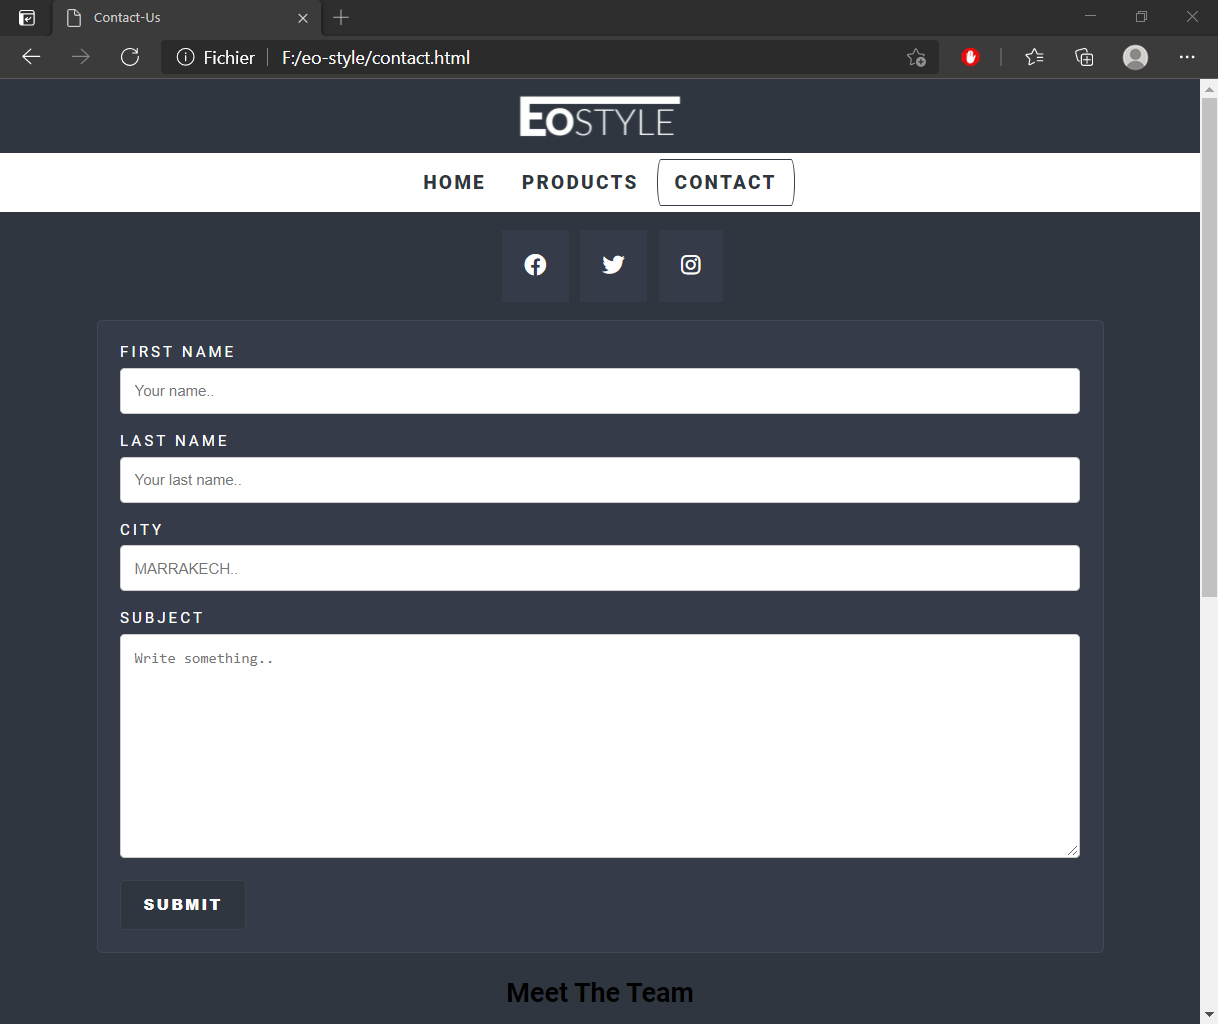 Contact-Us
Fichier F:/eo-style/contact.html
EOSTYLE
HOME PRODUCTS CONTACT
FIRST NAME
Your name..
LAST NAME
Your last name..
CITY
MARRAKECH..
SUBJECT
Write something..
SUBMIT
Meet The Team